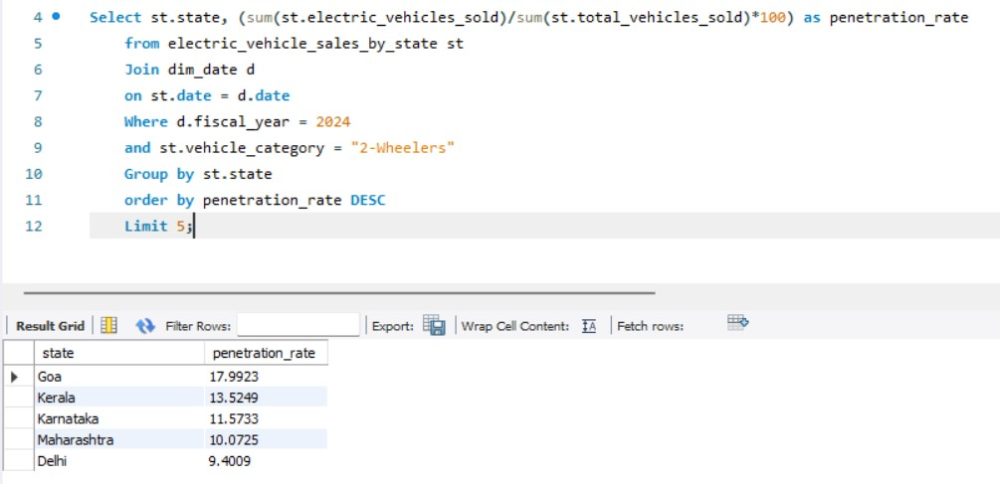 4 Select st.state, (sum(st.electric_vehicles_sold)/sum(st.total_vehicles_sold)*100) as penetration_rate
5 from electric_vehicle_sales_by_state st
6 Join dim_date d
7 on st.date = d.date
8 Where d.fiscal_year = 2024
9 and st.vehicle_category = "2-Wheelers"
10 Group by st.state
11 order by penetration_rate DESC
12 Limit 5;
Result Grid Filter Rows: Export: Wrap Cell Content: IA Fetch rows:
state penetration_rate
Goa 17.9923
Kerala 13.5249
Karnataka 11.5733
Maharashtra 10.0725
Delhi 9.4009